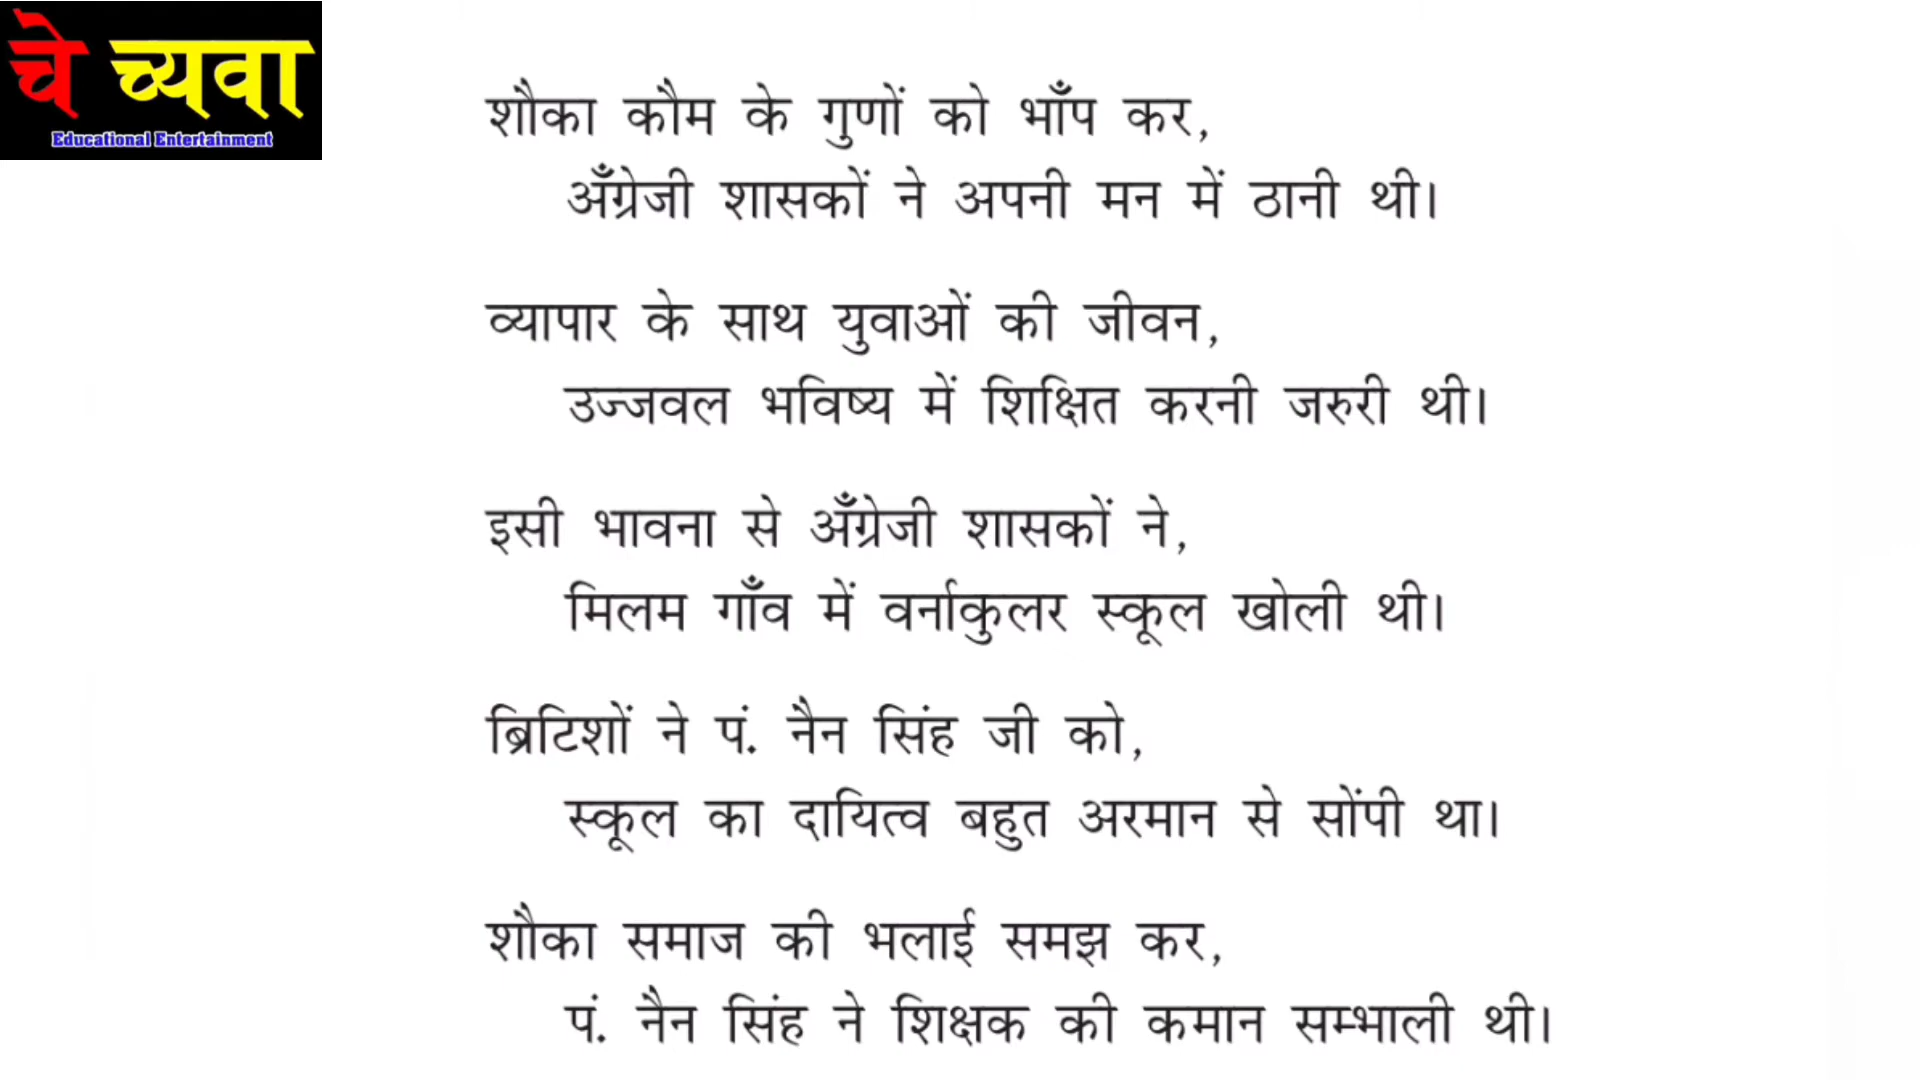 चे च्यवा
Educational Entertainment
शौका कौम के गुणों को भाँप कर,
अँग्रेजी शासकों ने अपनी मन में ठानी थी।
व्यापार के साथ युवाओं की जीवन,
उज्जवल भविष्य में शिक्षित करनी जरुरी थी।
इसी भावना से अँग्रेजी शासकों ने,
मिलम गाँव में वर्नाकुलर स्कूल खोली थी।
ब्रिटिशों ने पं. नैन सिंह जी को,
स्कूल का दायित्व बहुत अरमान से सोंपी था।
शौका समाज की भलाई समझ कर,
पं. नैन सिंह ने शिक्षक की कमान सम्भाली थी।